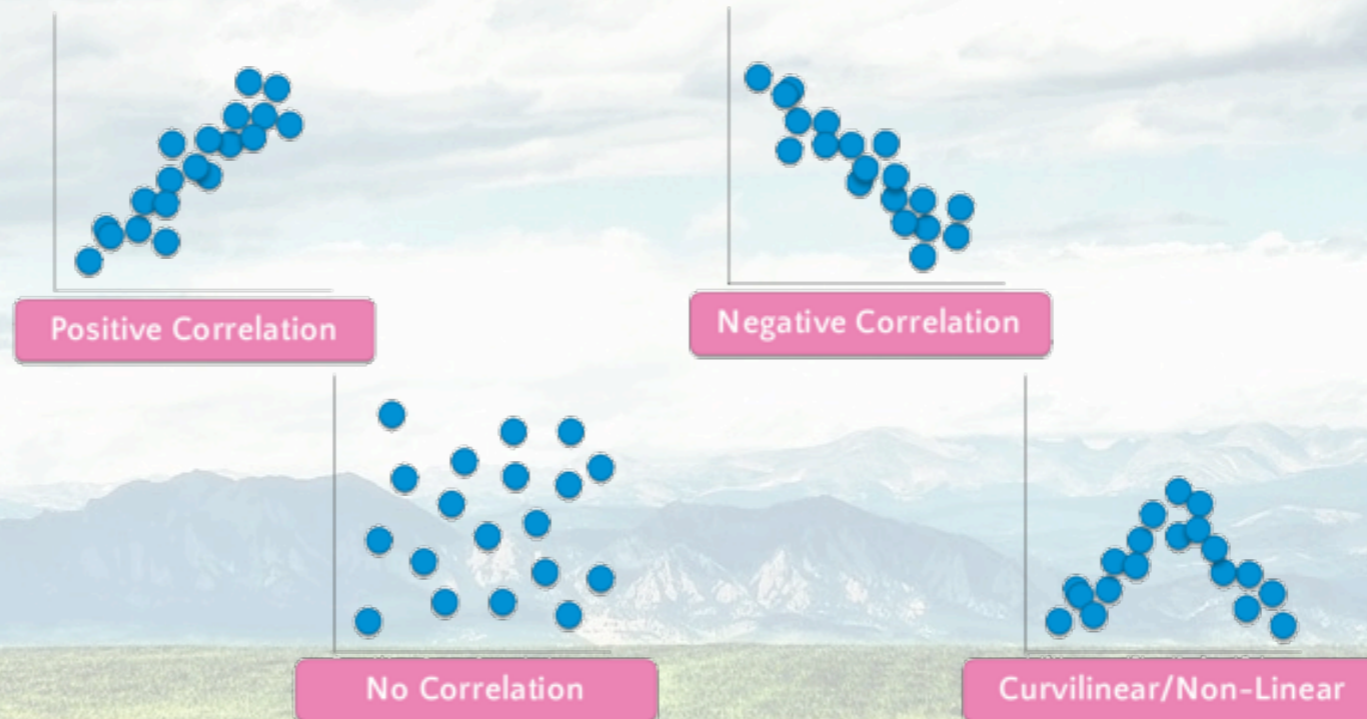 Positive Correlation
Negative Correlation
No Correlation
Curvilinear/Non-Linear